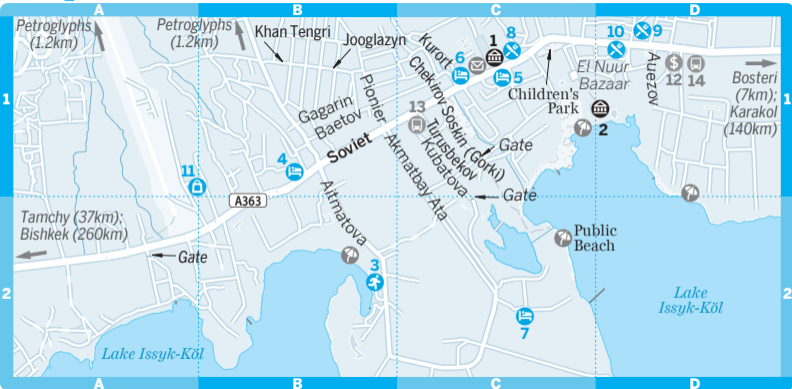 A
B
C
D
Petroglyphs
(1.2km)
Petroglyphs
(1.2km)
Khan Tengri
Jooglazyn
Kurort
6
1
8
5
10
9
El Nuur
Bazaar
Auezov
12
14
Bosteri
(7km);
Karakol
(140km)
1
1
Children's
Park
2
Chekirov
Soskin (Gorki)
Pionier
Gagarin
Baetov
Soviet
13
Turusbekov
Kubatova
Akmatbay Ata
Gate
Gate
4
11
A363
Aitmatova
Tamchy (37km);
Bishkek (260km)
Gate
3
Public
Beach
2
2
7
Lake
Issyk-Köl
Lake Issyk-Köl
A
B
C
D